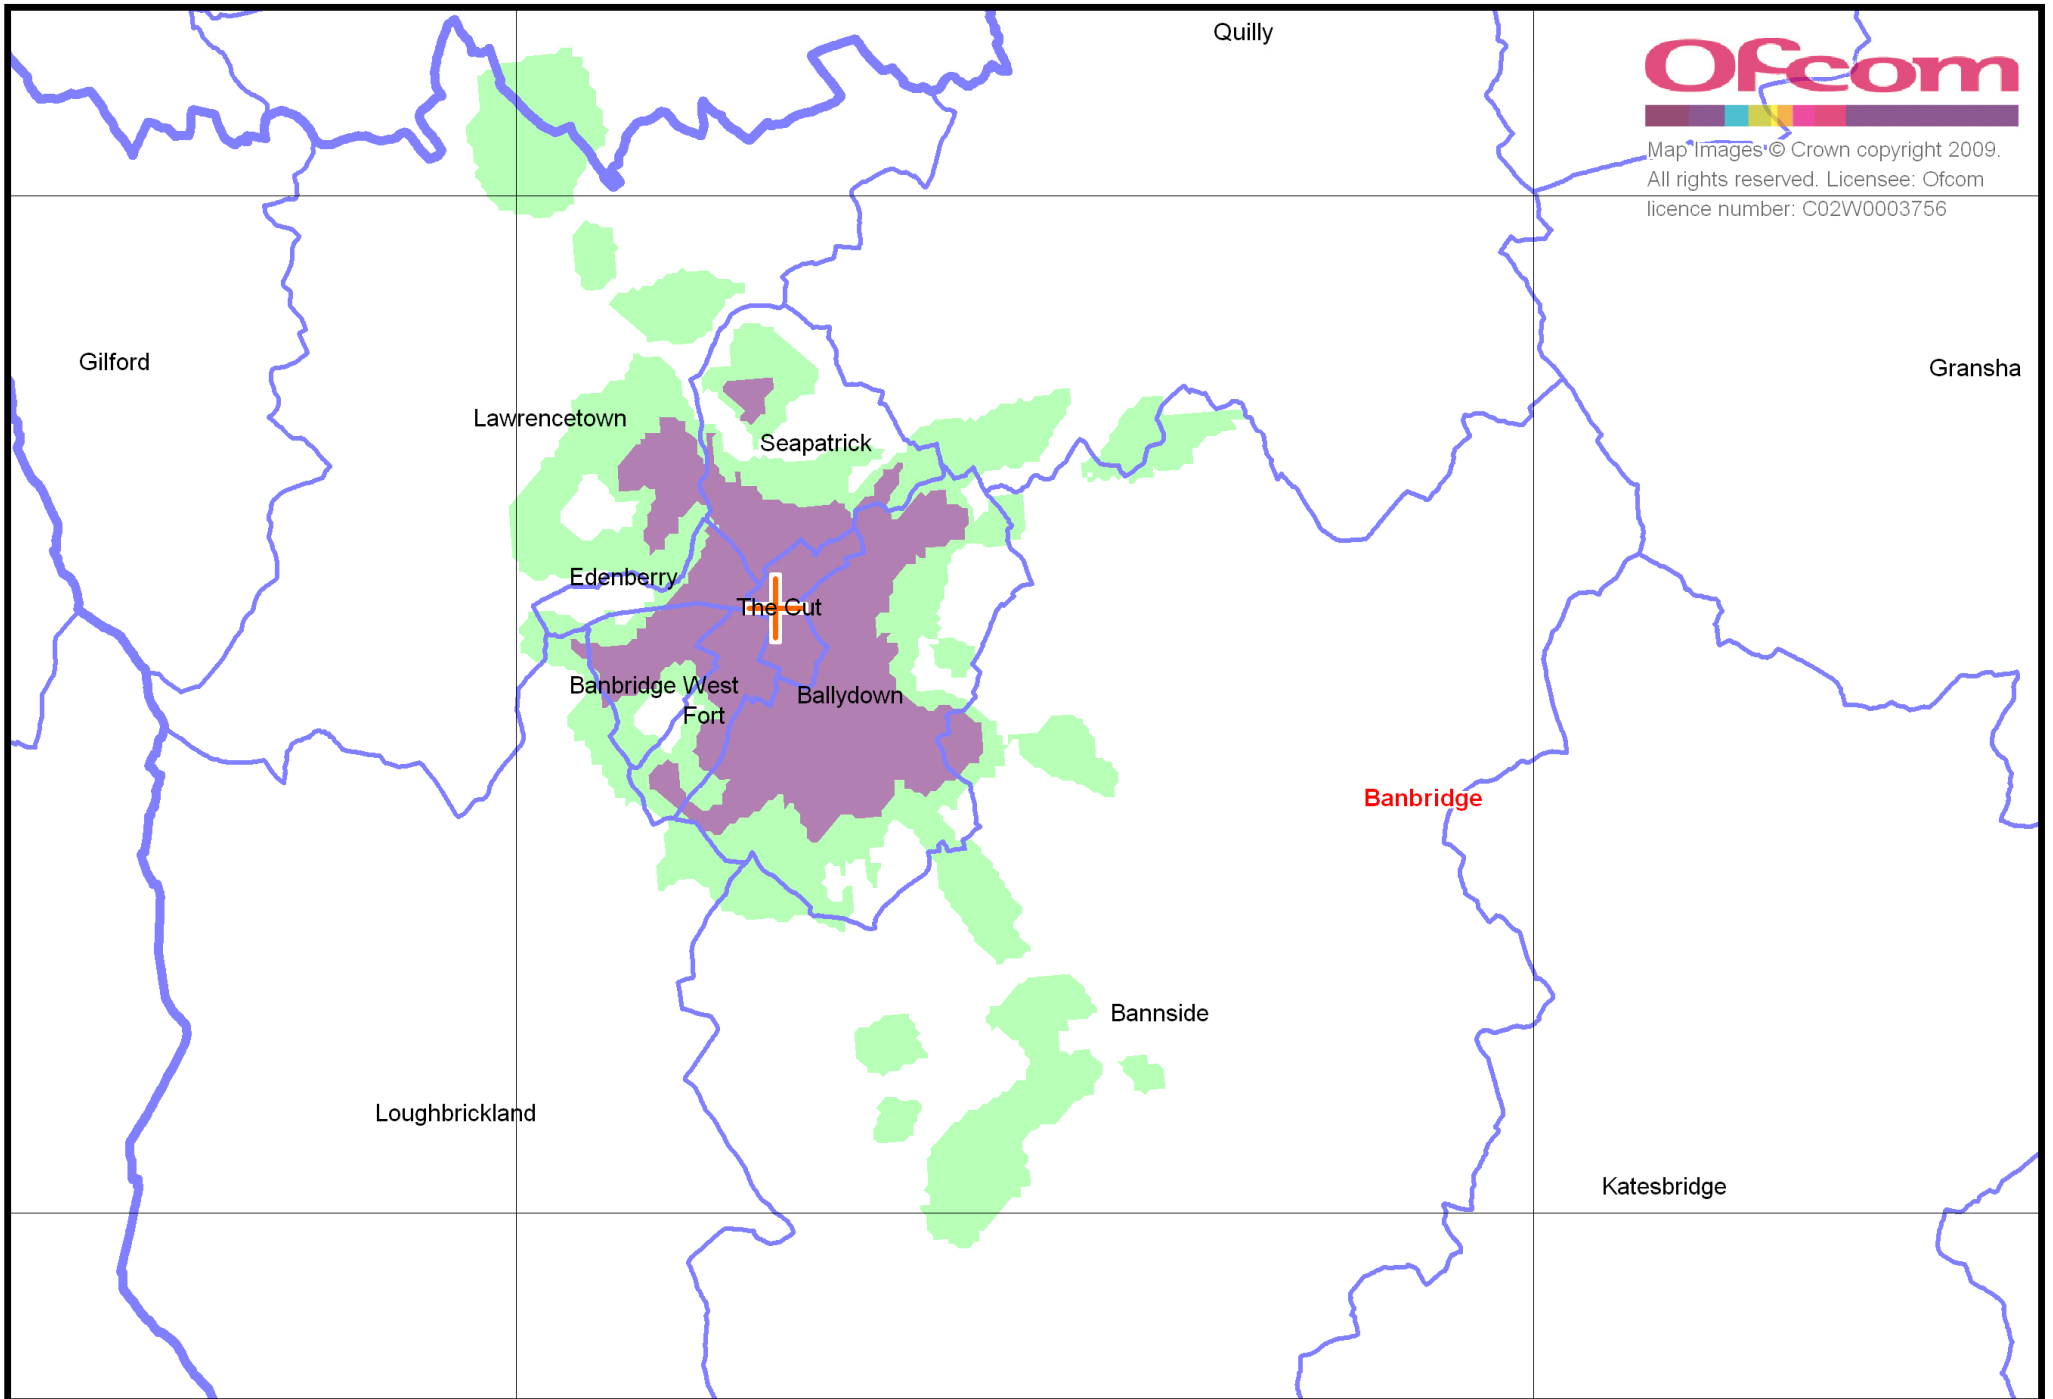 Quilly
Ofcom
Map Images © Crown copyright 2009.
All rights reserved. Licensee: Ofcom
licence number: C02W0003756
Gilford
Gransha
Lawrencetown
Seapatrick
Edenberry
The Cut
Banbridge West
Ballydown
Fort
Banbridge
Bannside
Loughbrickland
Katesbridge